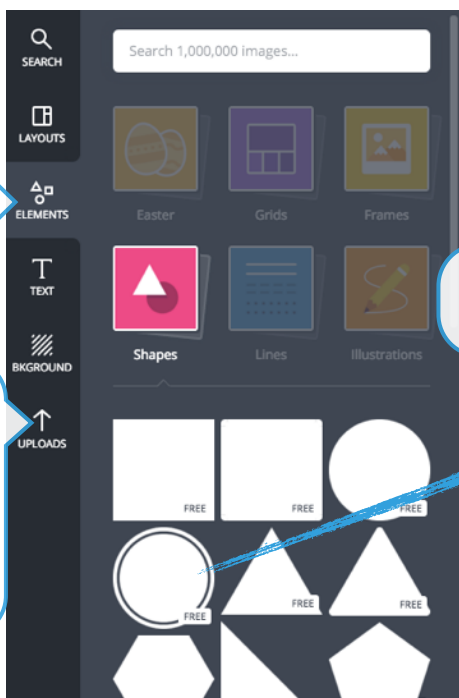 SEARCH
Search 1,000,000 images...
LAYOUTS
Easter Grids Frames
ELEMENTS
TEXT
Shapes Lines Illustrations
BKGROUND
UPLOADS
FREE FREE FREE
FREE FREE FREE